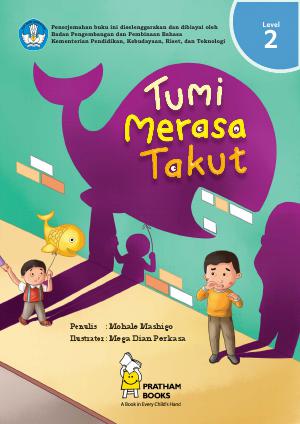 Penerjemahan buku ini diselenggarakan dan dibiayai oleh
Badan Pengembangan dan Pembinaan Bahasa
Kementerian Pendidikan, Kebudayaan, Riset, dan Teknologi
Level
2
Tumi
Merasa
Takut
Penulis : Mohale Mashigo
Ilustrator : Mega Dian Perkasa
PRATHAM
BOOKS
A Book in Every Child's Hand